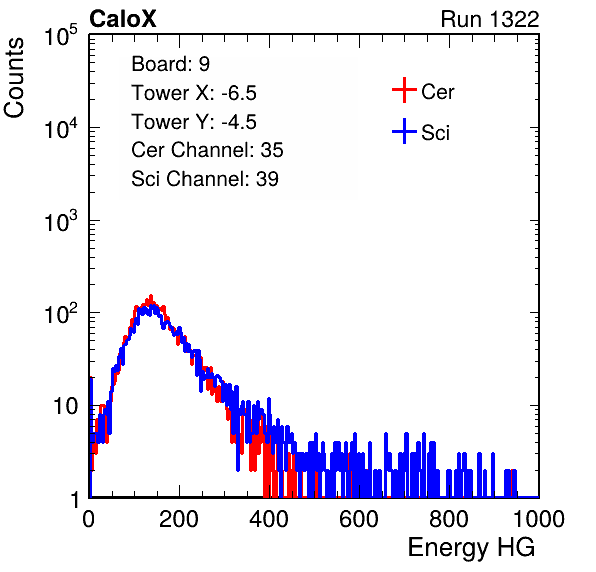 CaloX Run 1322
Counts
Board: 9
Tower X: -6.5
Tower Y: -4.5
Cer Channel: 35
Sci Channel: 39
Cer
Sci
10^5
10^4
10^3
10^2
10
1
0 200 400 600 800 1000
Energy HG